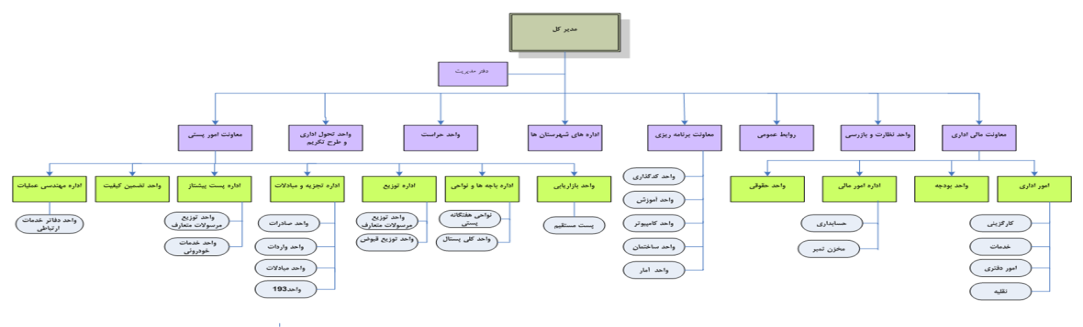 مدیر کل
دفتر مدیریت
معاونت مالی اداری
واحد نظارت و بازرسی
روابط عمومی
معاونت برنامه ریزی
اداره های شهرستان ها
واحد حراست
واحد تحول اداری
و طرح تکریم
معاونت امور پستی
امور اداری
واحد بودجه
اداره امور مالی
واحد حقوقی
واحد بازاریابی
اداره باجه ها و نواحی
اداره توزیع
اداره تجزیه و مبادلات
اداره پست پیشتاز
واحد تضمین کیفیت
اداره مهندسی عملیات
کارگزینی
خدمات
امور دفتری
نقلیه
حسابداری
مخزن تمبر
واحد کدگذاری
واحد آموزش
واحد کامپیوتر
واحد ساختمان
واحد آمار
پست مستقیم
نواحی هفتگانه
پستی
واحد کلی پستال
واحد توزیع
مرسولات متعارف
واحد توزیع قبوض
واحد صادرات
واحد واردات
واحد مبادلات
واحد193
واحد توزیع
مرسولات متعارف
واحد خدمات
خودرویی
واحد دفاتر خدمات
ارتباطی